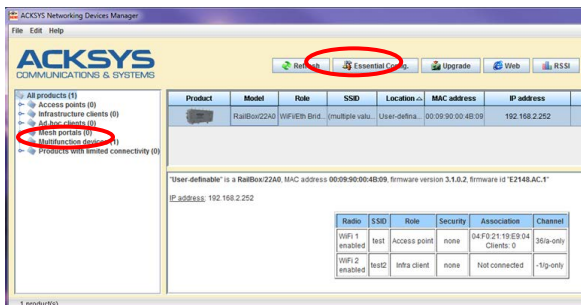 ACKSYS Networking Devices Manager
File Edit Help
ACKSYS
COMMUNICATIONS & SYSTEMS
Refresh Essential Config. Upgrade Web RSSI
All products (1)
Access points (0)
Infrastructure clients (0)
Ad-hoc clients (0)
Mesh portals (0)
Multifunction devices (1)
Products with limited connectivity (0)
Product Model Role SSID Location MAC address IP address
RailBox/22A0 WiFi/Eth Brid... (multiple valu... User-defina... 00:09:90:00:4B:09 192.168.2.252
"User-definable" is a RailBox/22A0, MAC address 00:09:90:00:4B:09, firmware version 3.1.0.2, firmware id "E2148.AC.1"
IP address: 192.168.2.252
Radio SSID Role Security Association Channel
WiFi 1 enabled test Access point none 04:F0:21:19:E9:04 Clients: 0 36/a-only
WiFi 2 enabled test2 Infra client none Not connected -1/g-only
1 product(s)